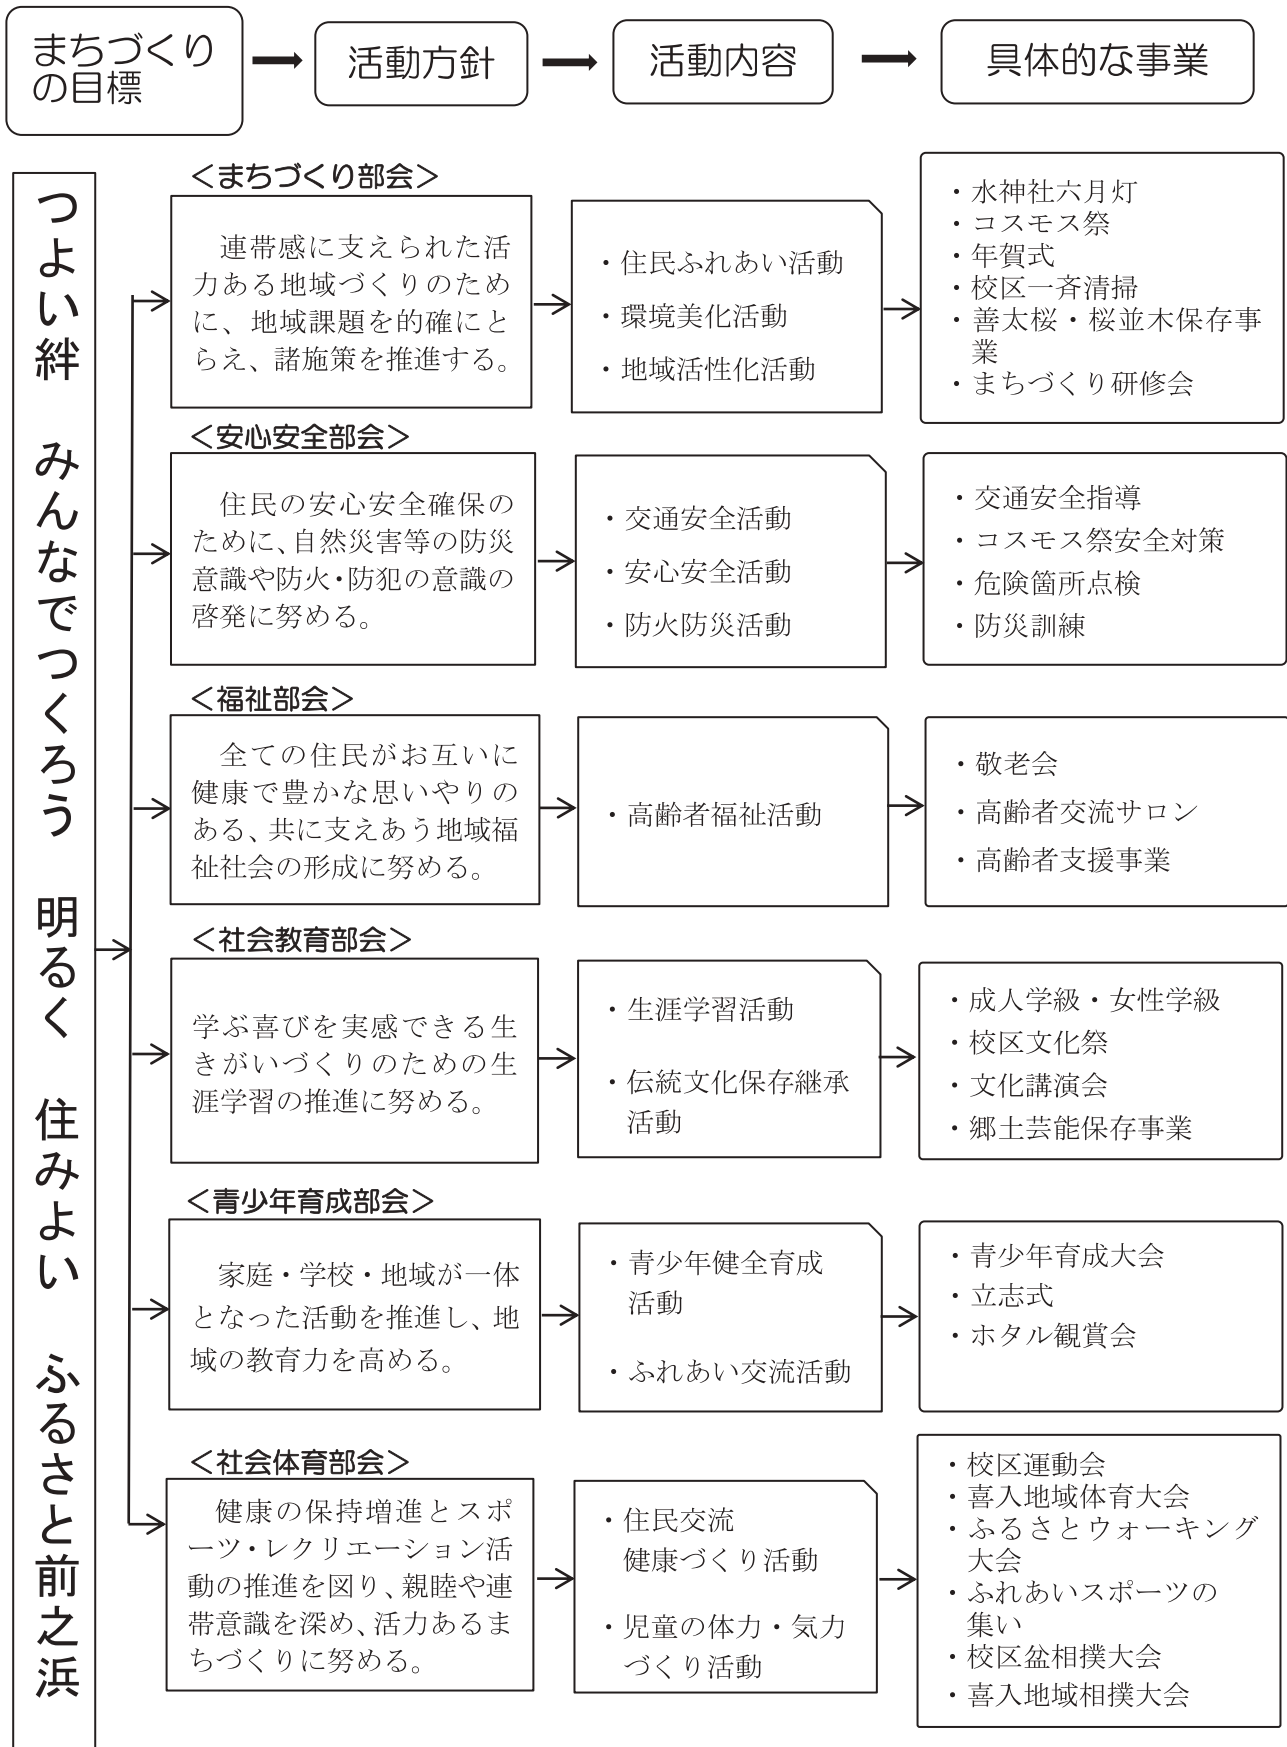 まちづくり
の目標
活動方針
活動内容
具体的な事業
つよい絆　みんなでつくろう　明るく　住みよい　ふるさと前之浜
＜まちづくり部会＞
連帯感に支えられた活
力ある地域づくりのため
に、地域課題を的確にと
らえ、諸施策を推進する。
・住民ふれあい活動
・環境美化活動
・地域活性化活動
・水神社六月灯
・コスモス祭
・年賀式
・校区一斉清掃
・善太桜・桜並木保存事
業
・まちづくり研修会
＜安心安全部会＞
住民の安心安全確保の
ために、自然災害等の防災
意識や防火・防犯の意識の
啓発に努める。
・交通安全活動
・安心安全活動
・防火防災活動
・交通安全指導
・コスモス祭安全対策
・危険箇所点検
・防災訓練
＜福祉部会＞
全ての住民がお互いに
健康で豊かな思いやりの
ある、共に支えあう地域福
祉社会の形成に努める。
・高齢者福祉活動
・敬老会
・高齢者交流サロン
・高齢者支援事業
＜社会教育部会＞
学ぶ喜びを実感できる生
きがいづくりのための生
涯学習の推進に努める。
・生涯学習活動
・伝統文化保存継承
活動
・成人学級・女性学級
・校区文化祭
・文化講演会
・郷土芸能保存事業
＜青少年育成部会＞
家庭・学校・地域が一体
となった活動を推進し、地
域の教育力を高める。
・青少年健全育成
活動
・ふれあい交流活動
・青少年育成大会
・立志式
・ホタル観賞会
＜社会体育部会＞
健康の保持増進とスポ
ーツ・レクリエーション活
動の推進を図り、親睦や連
帯意識を深め、活力あるま
ちづくりに努める。
・住民交流
健康づくり活動
・児童の体力・気力
づくり活動
・校区運動会
・喜入地域体育大会
・ふるさとウォーキング
大会
・ふれあいスポーツの
集い
・校区盆相撲大会
・喜入地域相撲大会